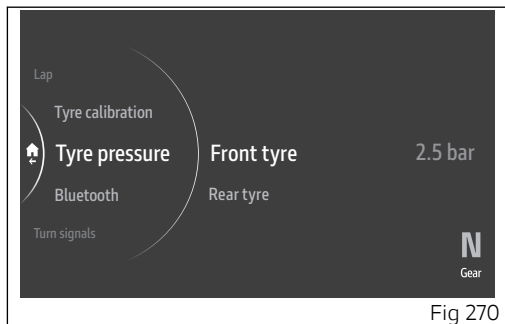 Lap
Tyre calibration
Tyre pressure
Front tyre
2.5 bar
Bluetooth
Rear tyre
Turn signals
N
Gear
Fig 270